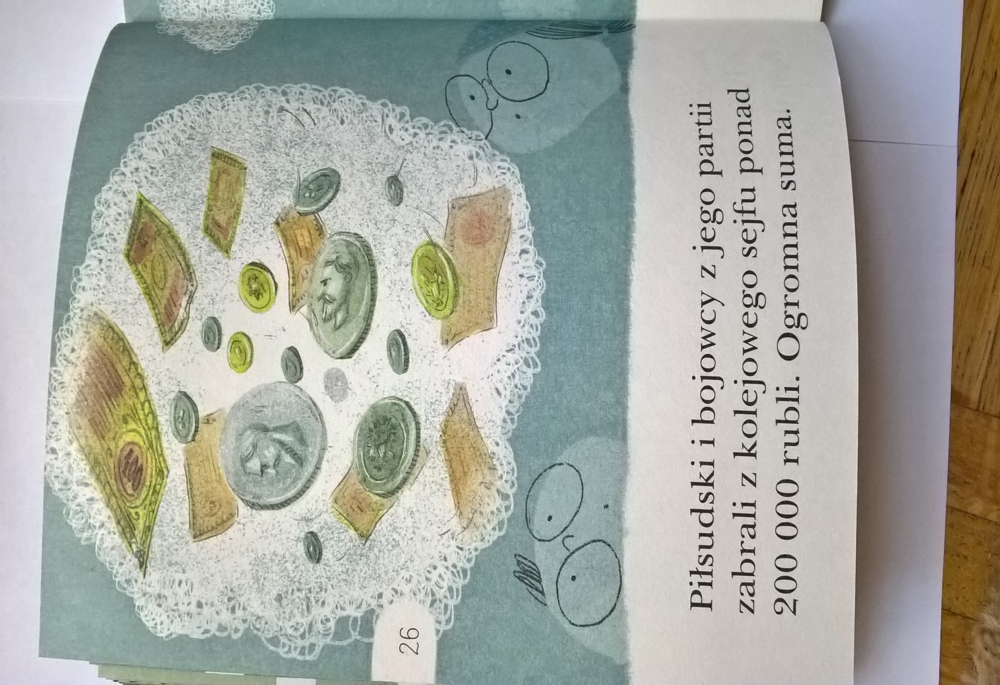 Piłsudski i bojowcy z jego partii
zabrali z kolejowego sejfu ponad
200 000 rubli. Ogromna suma.
26